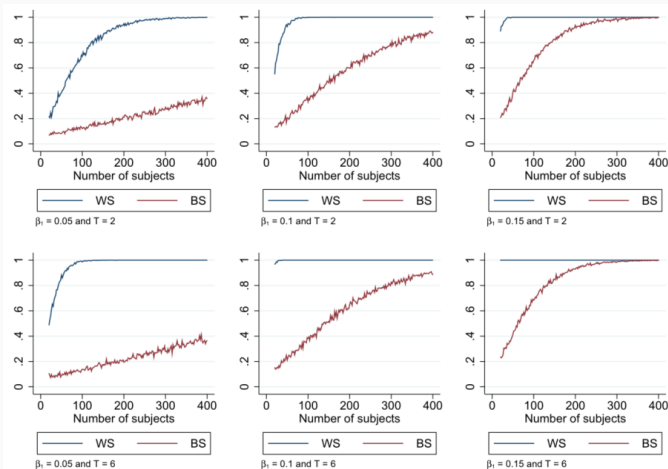 0 .2 .4 .6 .8 1
0 100 200 300 400
Number of subjects
WS BS
β₁ = 0.05 and T = 2
0 .2 .4 .6 .8 1
0 100 200 300 400
Number of subjects
WS BS
β₁ = 0.1 and T = 2
0 .2 .4 .6 .8 1
0 100 200 300 400
Number of subjects
WS BS
β₁ = 0.15 and T = 2
0 .2 .4 .6 .8 1
0 100 200 300 400
Number of subjects
WS BS
β₁ = 0.05 and T = 6
0 .2 .4 .6 .8 1
0 100 200 300 400
Number of subjects
WS BS
β₁ = 0.1 and T = 6
0 .2 .4 .6 .8 1
0 100 200 300 400
Number of subjects
WS BS
β₁ = 0.15 and T = 6